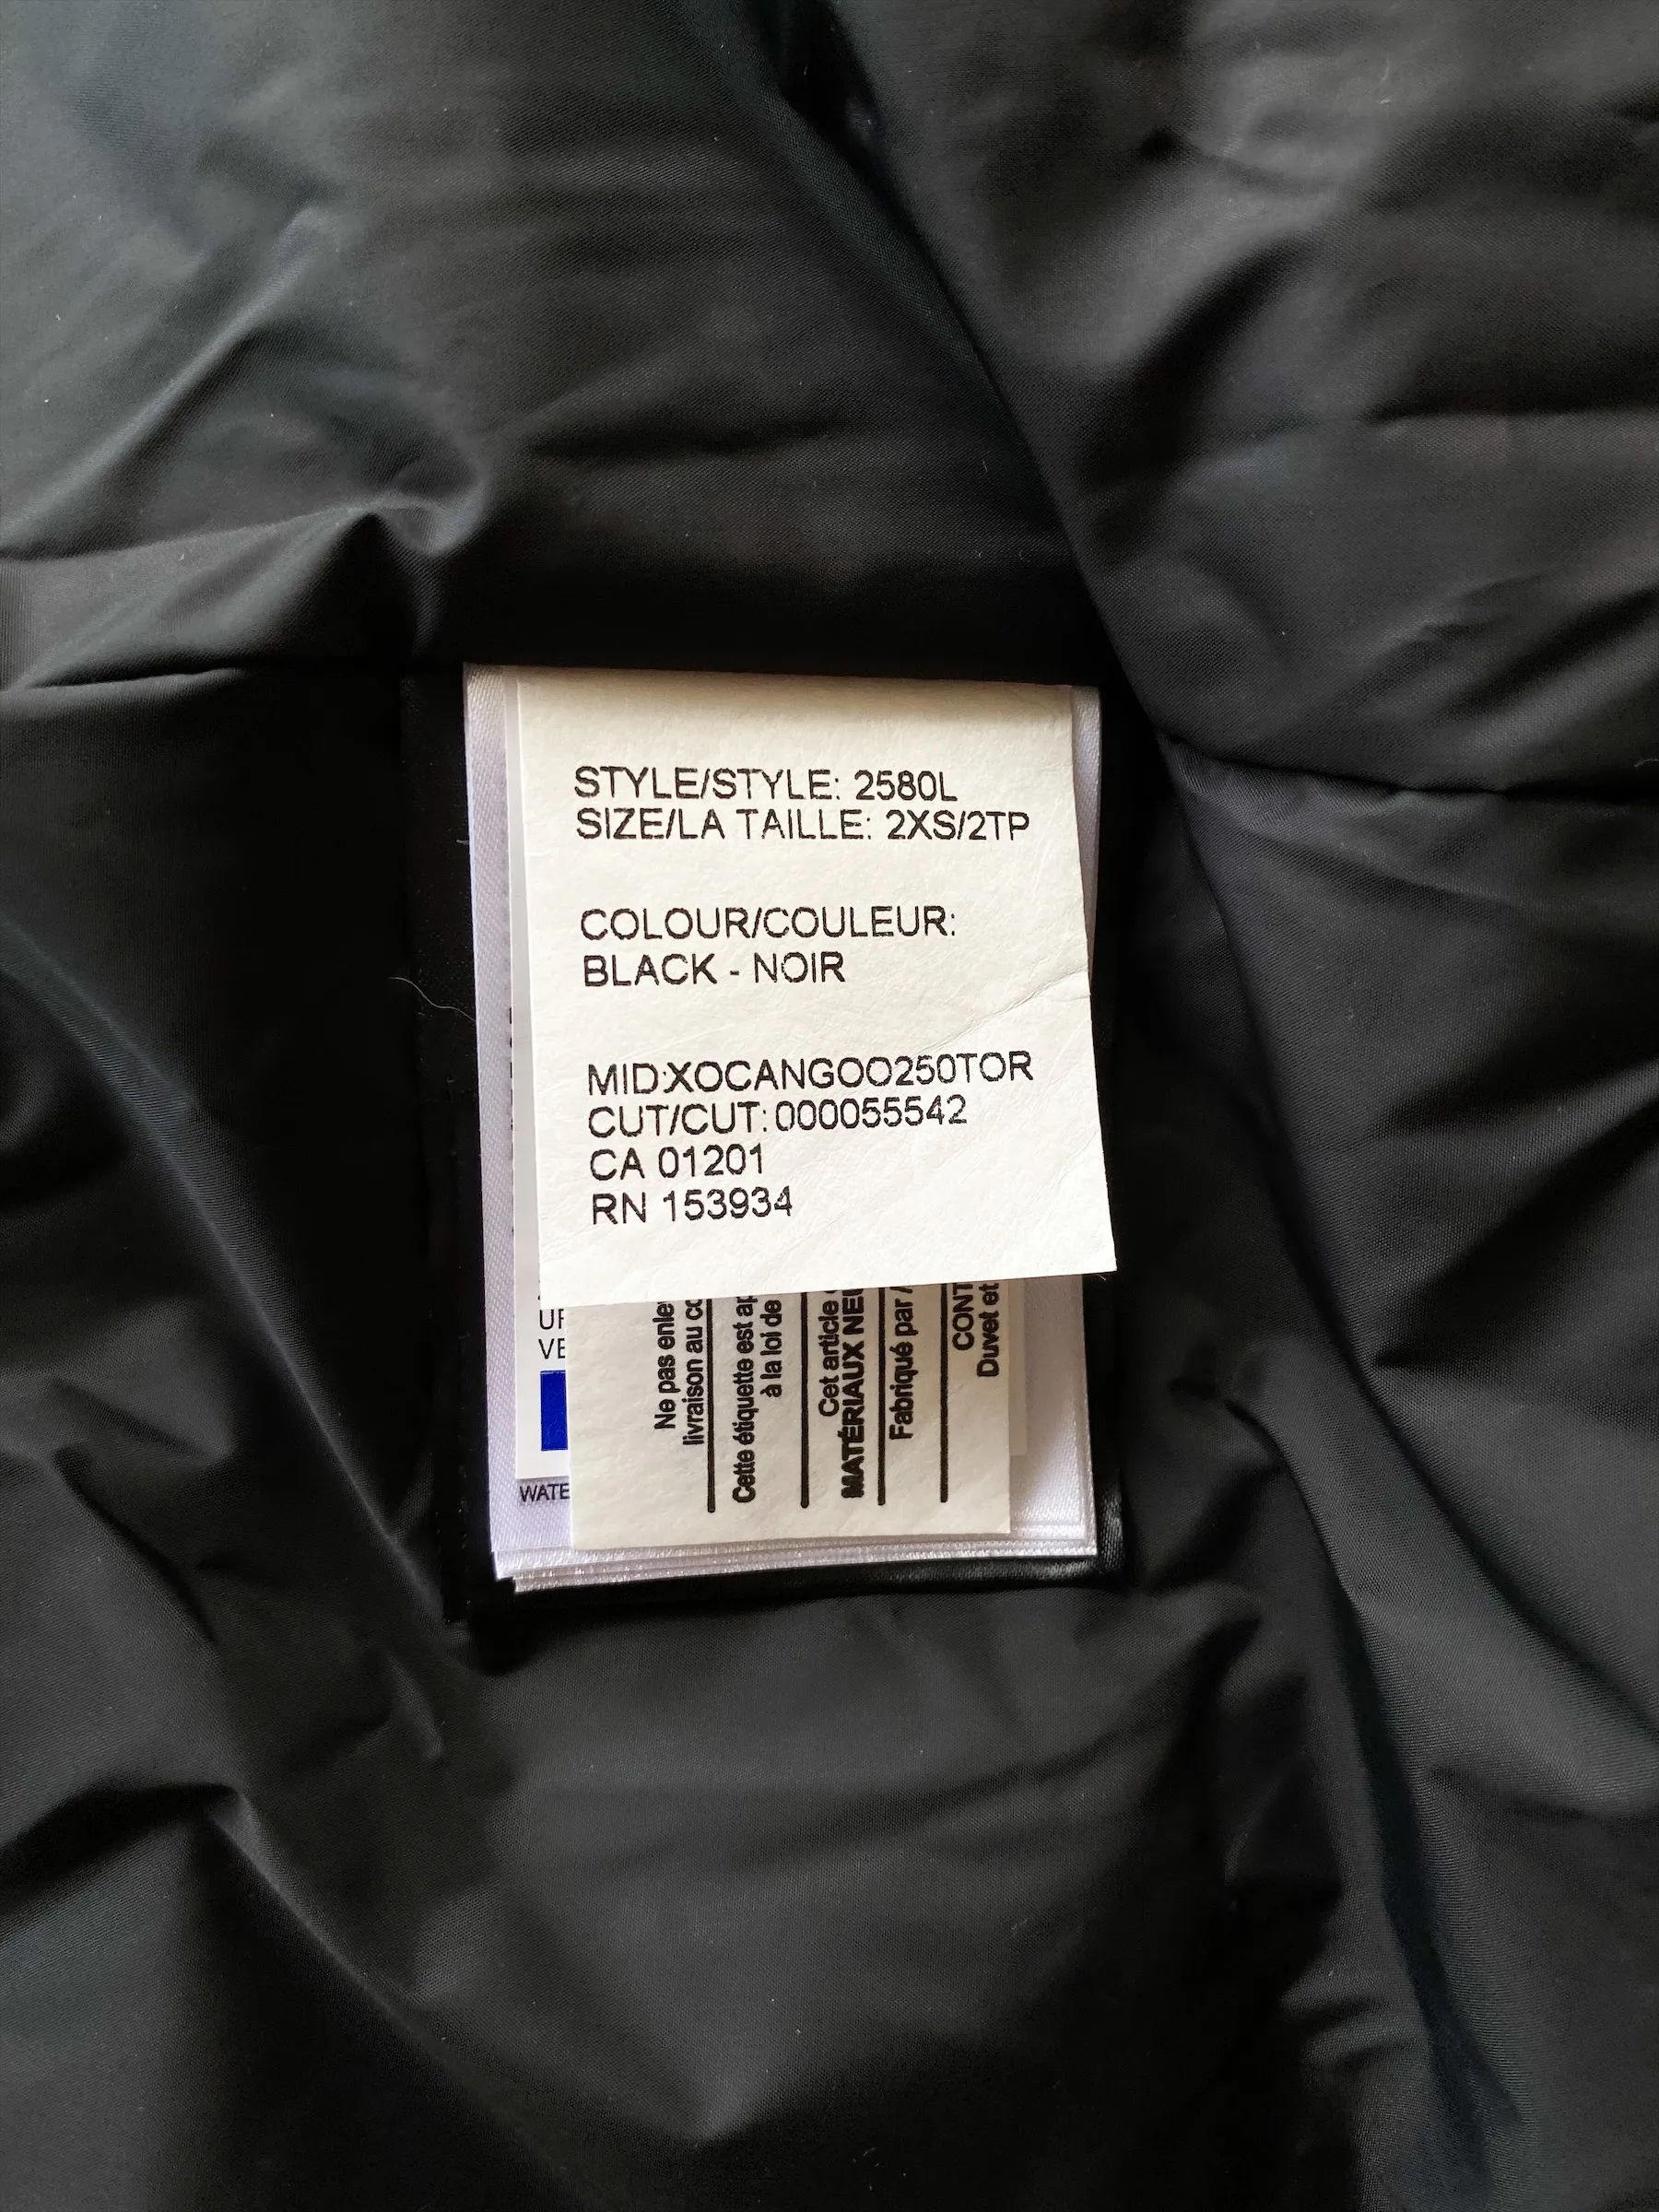 STYLE/STYLE: 2580L
SIZE/LA TAILLE: 2XS/2TP
COLOUR/COULEUR:
BLACK - NOIR
MID:XOCANGOO250TOR
CUT/CUT: 000055542
CA 01201
RN 153934
WATE
Ne pas enle
livraison au co
Cette étiquette est ap
à la loi de
Cet article
MATÉRIAUX NEU
Fabriqué par
CONT
Duvet et